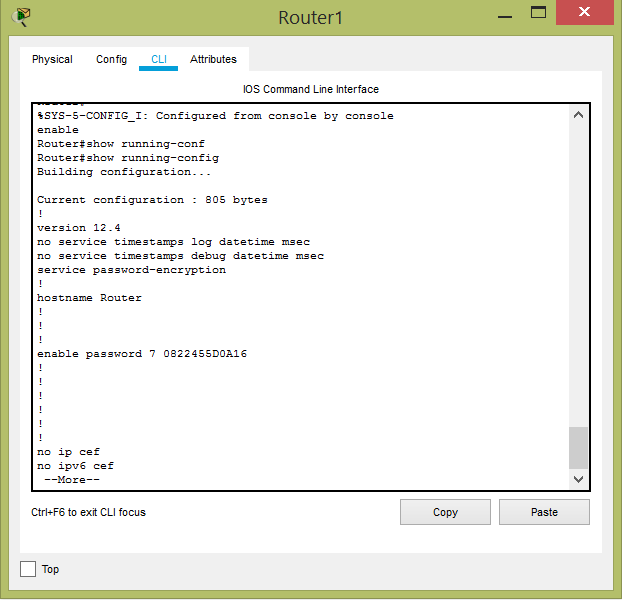 Router1
Physical Config CLI Attributes
IOS Command Line Interface
%SYS-5-CONFIG_I: Configured from console by console
enable
Router#show running-conf
Router#show running-config
Building configuration...
Current configuration : 805 bytes
!
version 12.4
no service timestamps log datetime msec
no service timestamps debug datetime msec
service password-encryption
!
hostname Router
!
!
!
enable password 7 0822455D0A16
!
!
!
!
!
!
no ip cef
no ipv6 cef
--More--
Ctrl+F6 to exit CLI focus
Copy Paste
Top